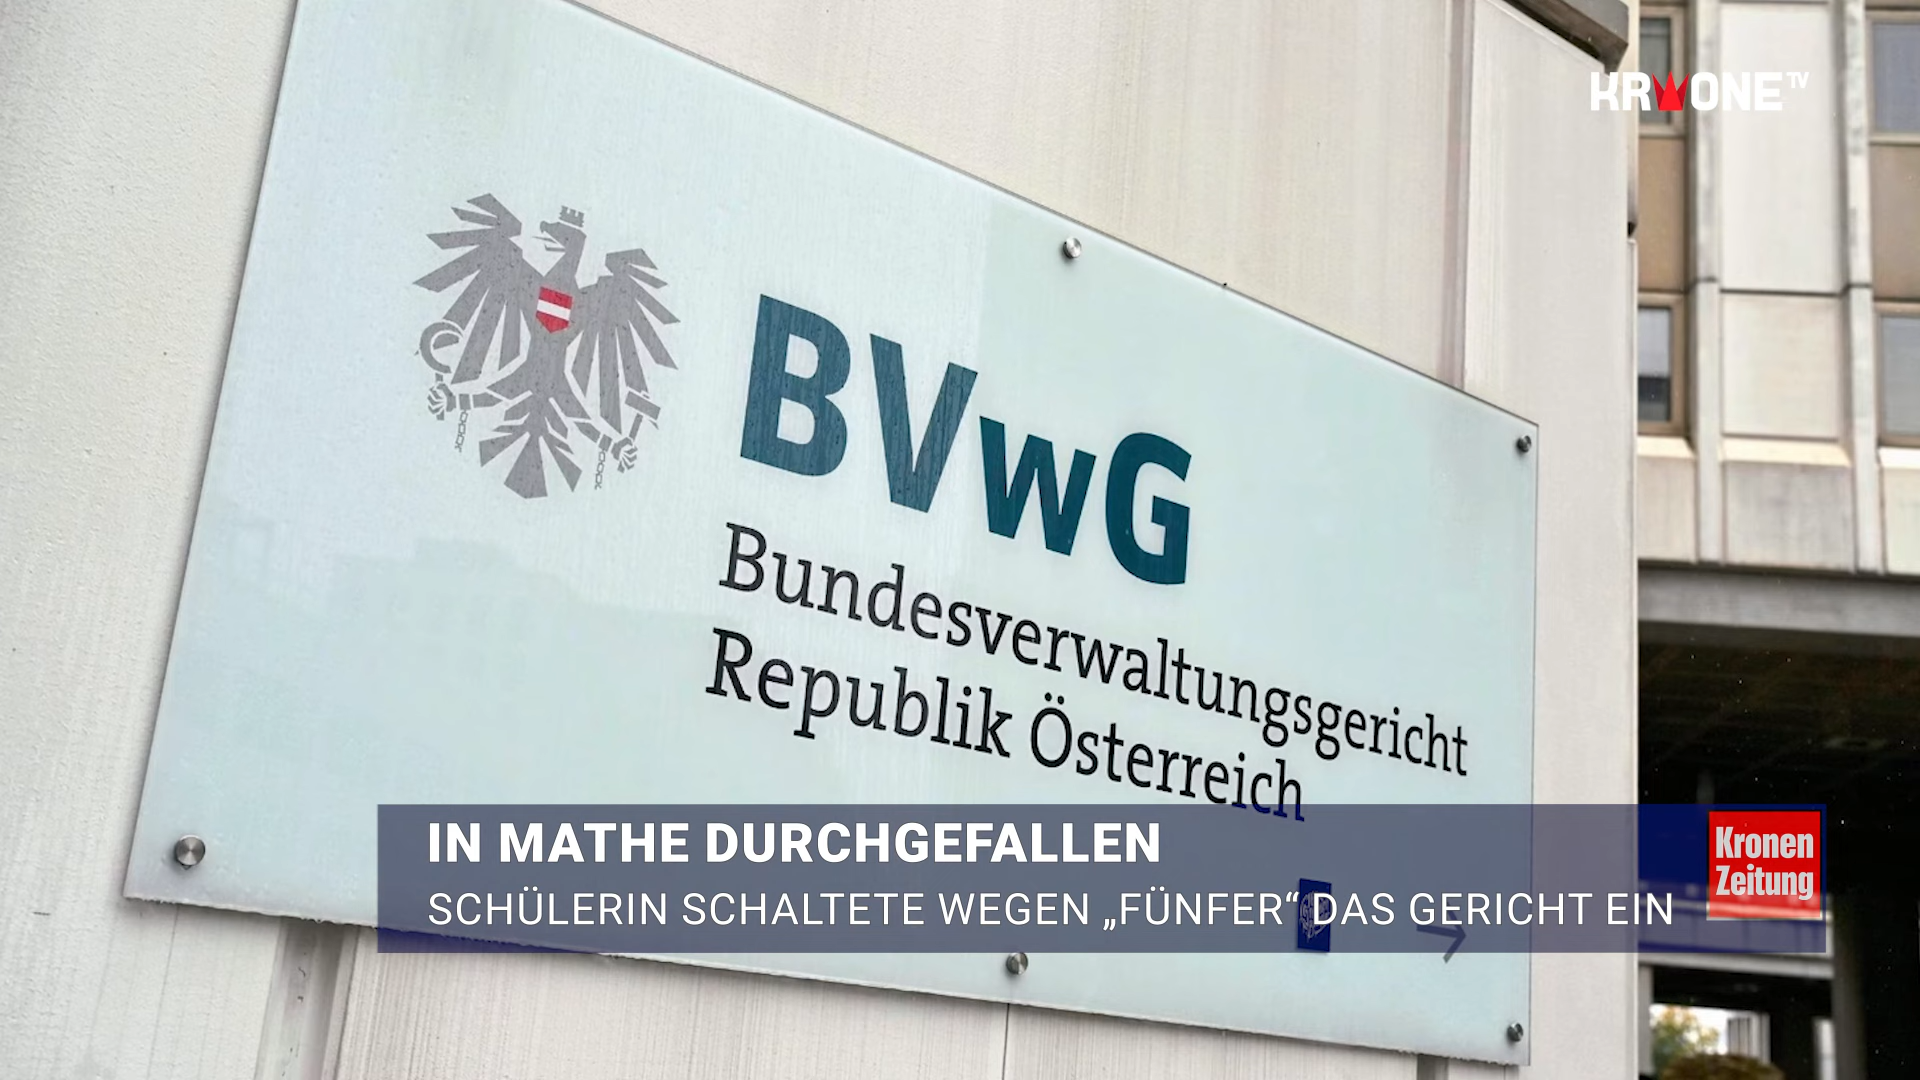 KRONE TV
BVwG
Bundesverwaltungsgericht
Republik Österreich
IN MATHE DURCHGEFALLEN
SCHÜLERIN SCHALTETE WEGEN „FÜNFER“ DAS GERICHT EIN
Kronen
Zeitung